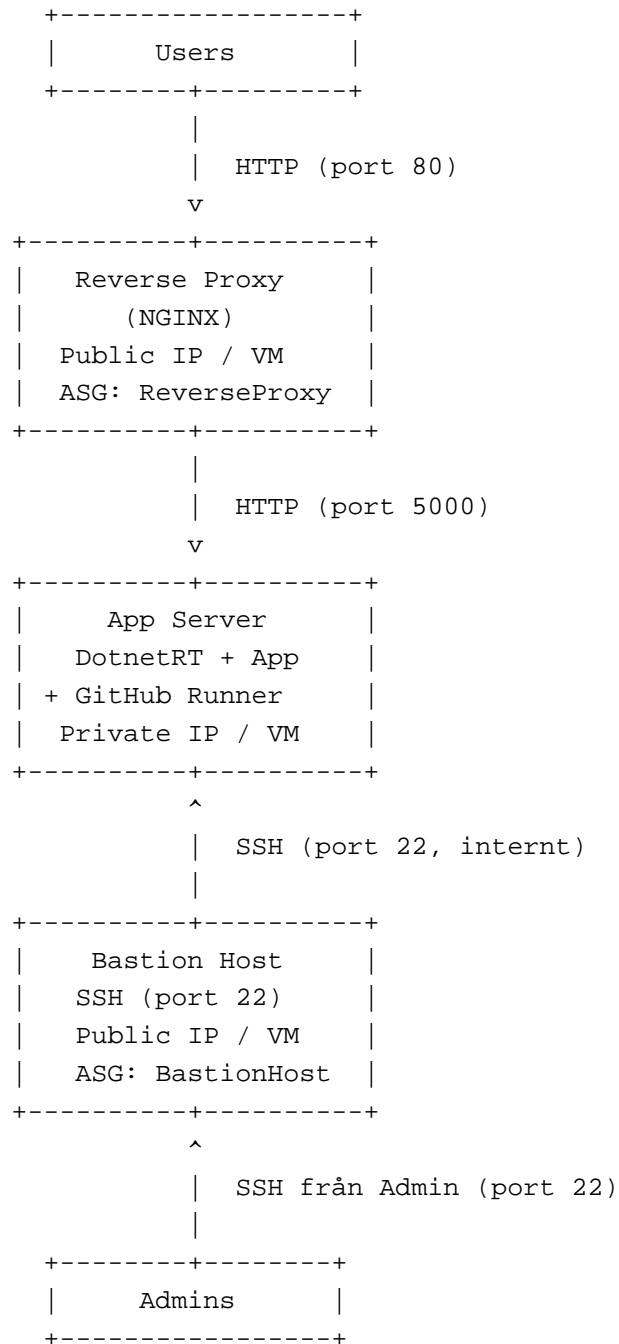 Users
HTTP (port 80)
Reverse Proxy
(NGINX)
Public IP / VM
ASG: ReverseProxy
HTTP (port 5000)
App Server
DotnetRT + App
+ GitHub Runner
Private IP / VM
SSH (port 22, internt)
Bastion Host
SSH (port 22)
Public IP / VM
ASG: BastionHost
SSH från Admin (port 22)
Admins